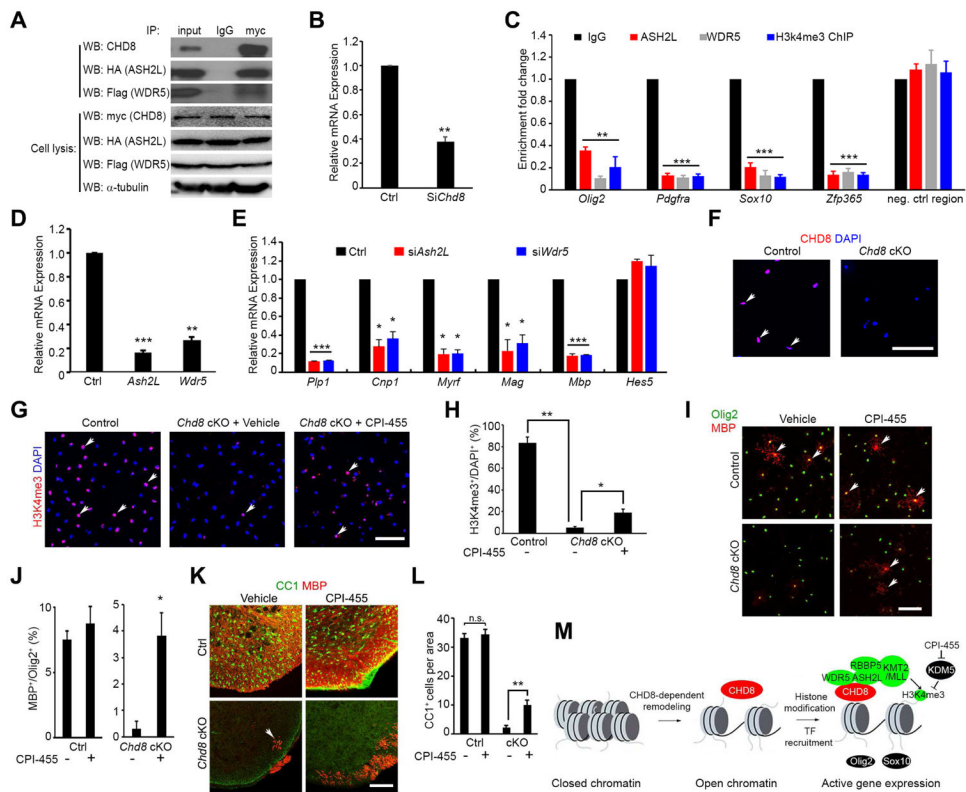 A
IP: input IgG myc
WB: CHD8
WB: HA (ASH2L)
WB: Flag (WDR5)
Cell lysis:
WB: myc (CHD8)
WB: HA (ASH2L)
WB: Flag (WDR5)
WB: α-tubulin
B
Relative mRNA Expression
1.2
1.0
0.8
0.6
0.4
0.2
0
**
Ctrl SiChd8
C
IgG ASH2L WDR5 H3k4me3 ChIP
Enrichment fold change
1.4
1.2
1.0
0.8
0.6
0.4
0.2
0
** *** *** ***
Olig2 Pdgfra Sox10 Zfp365 neg. ctrl region
D
Relative mRNA Expression
1.2
1.0
0.8
0.6
0.4
0.2
0
*** **
Ctrl Ash2L Wdr5
E
Ctrl siAsh2L siWdr5
Relative mRNA Expression
1.4
1.2
1.0
0.8
0.6
0.4
0.2
0
*** * * * * * * ***
Plp1 Cnp1 Myrf Mag Mbp Hes5
F
CHD8 DAPI
Control Chd8 cKO
G
Control Chd8 cKO + Vehicle Chd8 cKO + CPI-455
H3K4me3 DAPI
H
H3K4me3⁺/DAPI⁺ (%)
100
80
60
40
20
0
**
*
Control Chd8 cKO
CPI-455 - - +
I
Olig2
MBP
Vehicle CPI-455
Control
Chd8 cKO
J
MBP⁺/Olig2⁺ (%)
12
10
8
6
4
2
0
5
4
3
2
1
0
*
Ctrl Chd8 cKO
CPI-455 - + - +
K
CC1 MBP
Vehicle CPI-455
Ctrl
Chd8 cKO
L
CC1⁺cells per area
40
30
20
10
0
n.s.
**
Ctrl cKO
CPI-455 - + - +
M
CHD8-dependent
remodeling
CHD8
Histone
modification
TF
recruitment
RBBP5
WDR5 ASH2L
KMT2
/MLL
CHD8
CPI-455
KDM5
H3K4me3
Olig2 Sox10
Closed chromatin Open chromatin Active gene expression